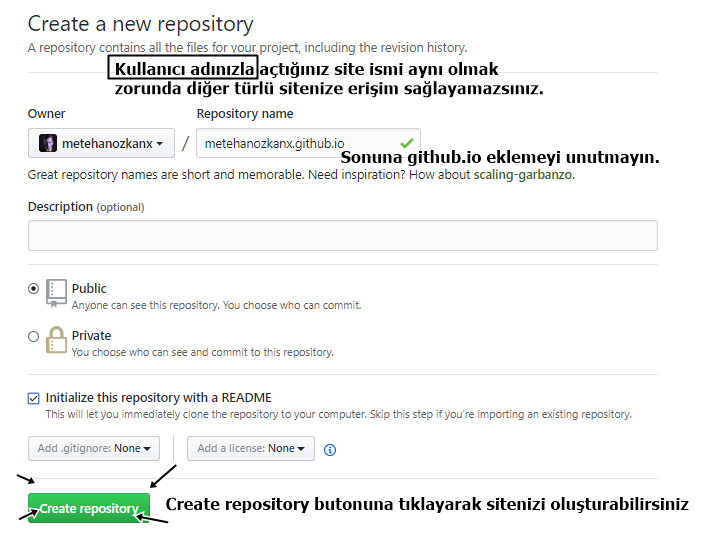 Create a new repository
A repository contains all the files for your project, including the revision history.
Kullanıcı adınızla açtığınız site ismi aynı olmak
zorunda diğer türlü sitenize erişim sağlayamazsınız.
Owner
Repository name
metehanozkanx
/
metehanozkanx.github.io
Sonuna github.io eklemeyi unutmayın.
Great repository names are short and memorable. Need inspiration? How about scaling-garbanzo.
Description (optional)
Public
Anyone can see this repository. You choose who can commit.
Private
You choose who can see and commit to this repository.
Initialize this repository with a README
This will let you immediately clone the repository to your computer. Skip this step if you're importing an existing repository.
Add .gitignore: None
Add a license: None
Create repository
Create repository butonuna tıklayarak sitenizi oluşturabilirsiniz